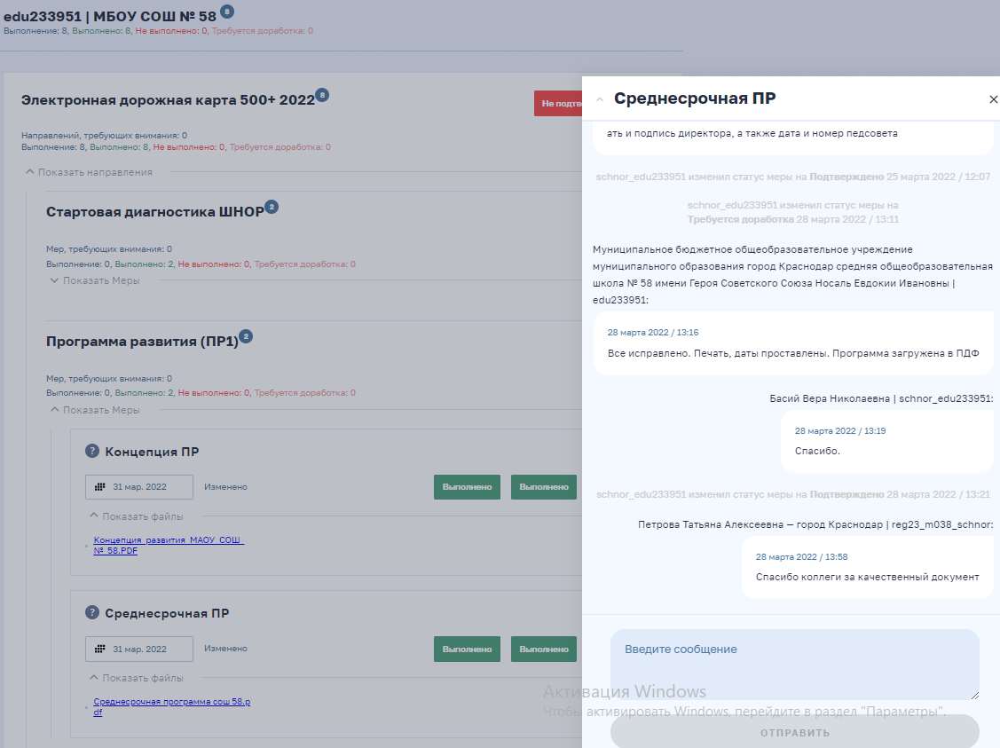 edu233951 | МБОУ СОШ № 58 8
Выполнение: 8, Выполнено: 8, Не выполнено: 0, Требуется доработка: 0
Электронная дорожная карта 500+ 2022 8
Не подтве
Направлений, требующих внимания: 0
Выполнение: 8, Выполнено: 8, Не выполнено: 0, Требуется доработка: 0
Показать направления
Стартовая диагностика ШНОР 2
Мер, требующих внимания: 0
Выполнение: 0, Выполнено: 2, Не выполнено: 0, Требуется доработка: 0
Показать Меры
Программа развития (ПР1) 2
Мер, требующих внимания: 0
Выполнение: 0, Выполнено: 2, Не выполнено: 0, Требуется доработка: 0
Показать Меры
? Концепция ПР
31 мар. 2022 Изменено Выполнено Выполнено
Показать файлы
Концепция_развития_МАОУ_СОШ_
№_58.PDF
? Среднесрочная ПР
31 мар. 2022 Изменено Выполнено Выполнено
Показать файлы
Среднесрочная программа сош 58.p
df
Среднесрочная ПР
ать и подпись директора, а также дата и номер педсовета
schnor_edu233951 изменил статус меры на Подтверждено 25 марта 2022 / 12:07
schnor_edu233951 изменил статус меры на
Требуется доработка 28 марта 2022 / 13:11
Муниципальное бюджетное общеобразовательное учреждение
муниципального образования город Краснодар средняя общеобразовательная
школа № 58 имени Героя Советского Союза Носаль Евдокии Ивановны |
edu233951:
28 марта 2022 / 13:16
Все исправлено. Печать, даты проставлены. Программа загружена в ПДФ
Басий Вера Николаевна | schnor_edu233951:
28 марта 2022 / 13:19
Спасибо.
schnor_edu233951 изменил статус меры на Подтверждено 28 марта 2022 / 13:21
Петрова Татьяна Алексеевна — город Краснодар | reg23_m038_schnor:
28 марта 2022 / 13:58
Спасибо коллеги за качественный документ
Введите сообщение
Активация Windows
Чтобы активировать Windows, перейдите в раздел "Параметры".
ОТПРАВИТЬ